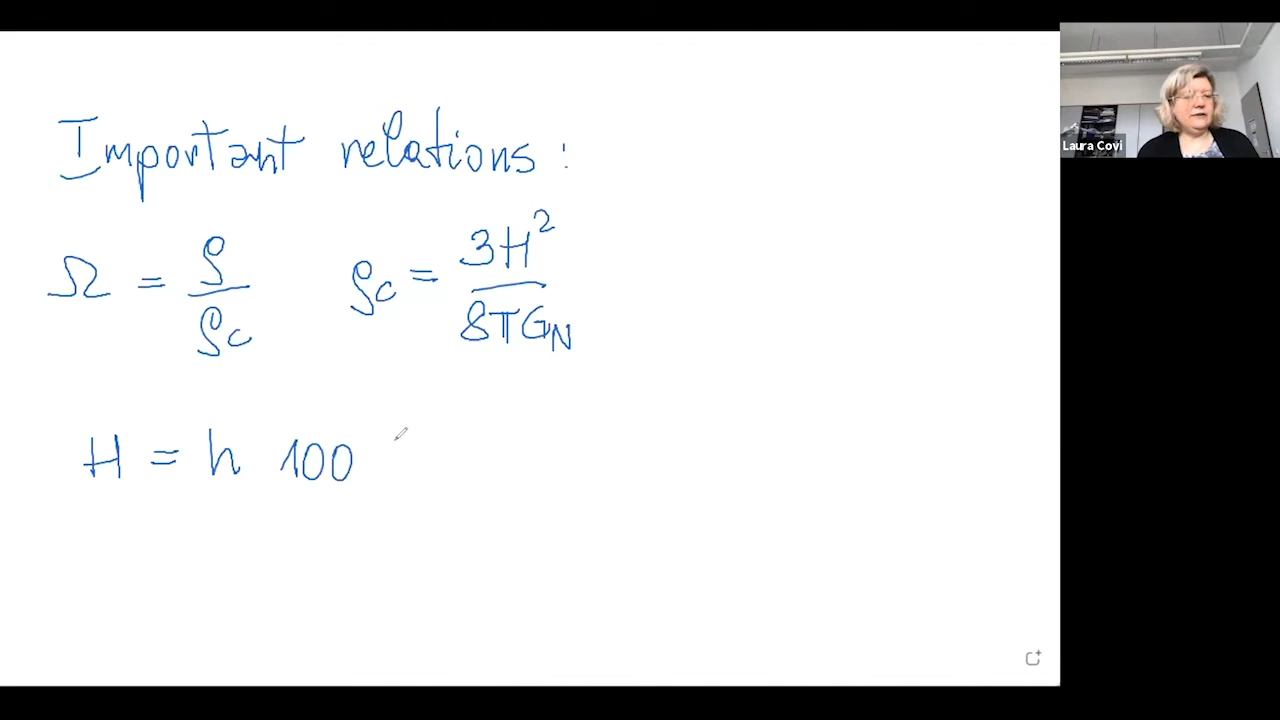 Important relations:
Ω = ρ/ρc ρc = 3H²/8πG_N
H = h 100
Laura Covi